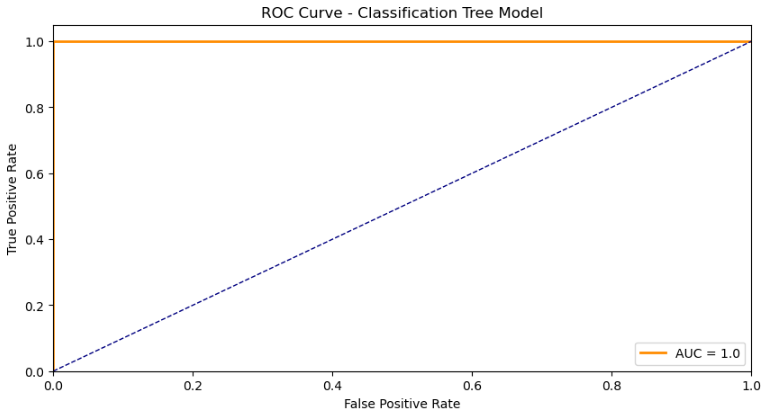 ROC Curve - Classification Tree Model
True Positive Rate
1.0
0.8
0.6
0.4
0.2
0.0
AUC = 1.0
0.0 0.2 0.4 0.6 0.8 1.0
False Positive Rate